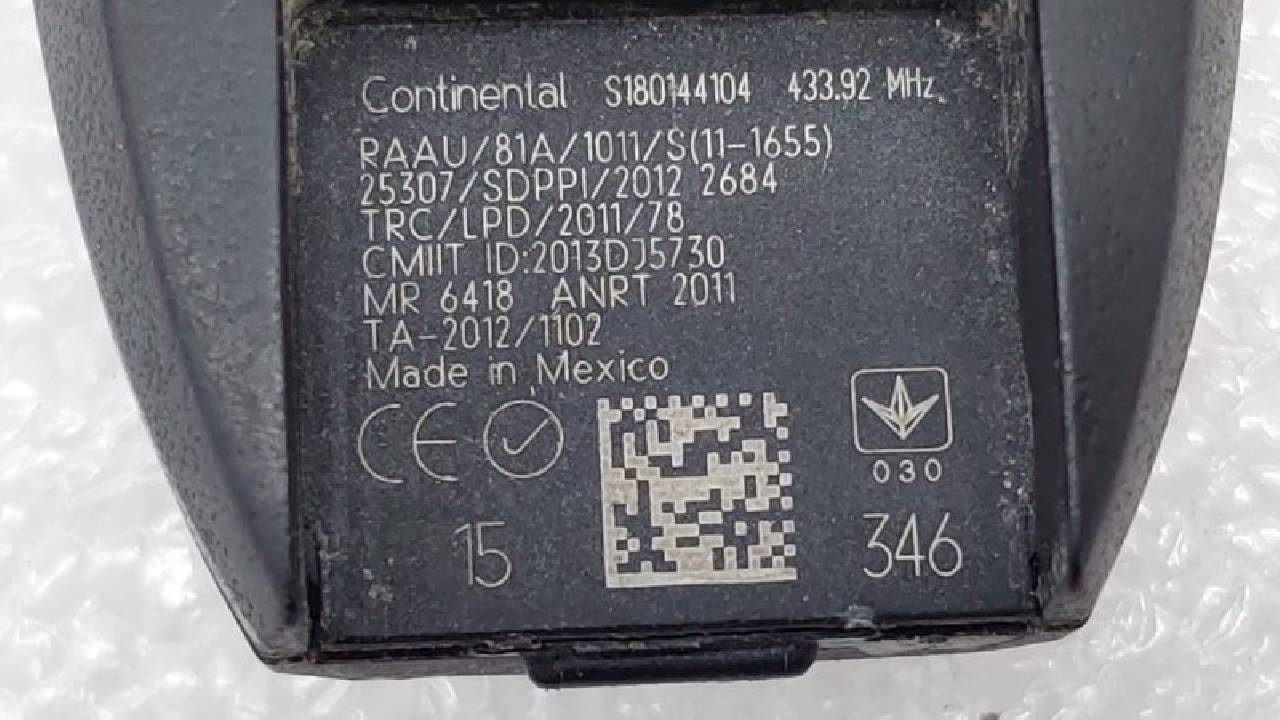 Continental S180144104 433.92 MHz.
RAAU/81A/1011/S(11-1655)
25307/SDPPI/2012 2684
TRC/LPD/2011/78
CMIIT ID:2013DJ5730
MR 6418 ANRT 2011
TA-2012/1102
Made in Mexico
CE
030
15 346